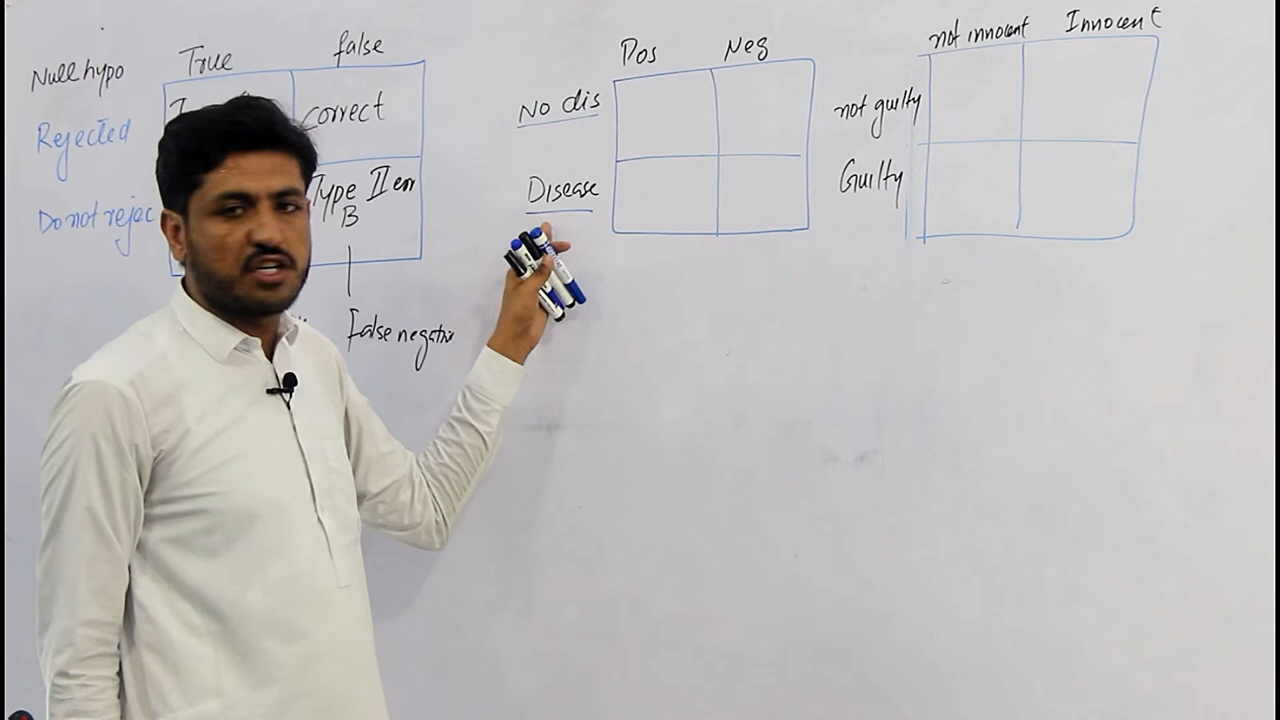 Null hypo
True
false
Rejected
correct
Do not rejec
Type II err
B
False negative
Pos
Neg
No dis
Disease
not innocent
Innocent
not guilty
Guilty